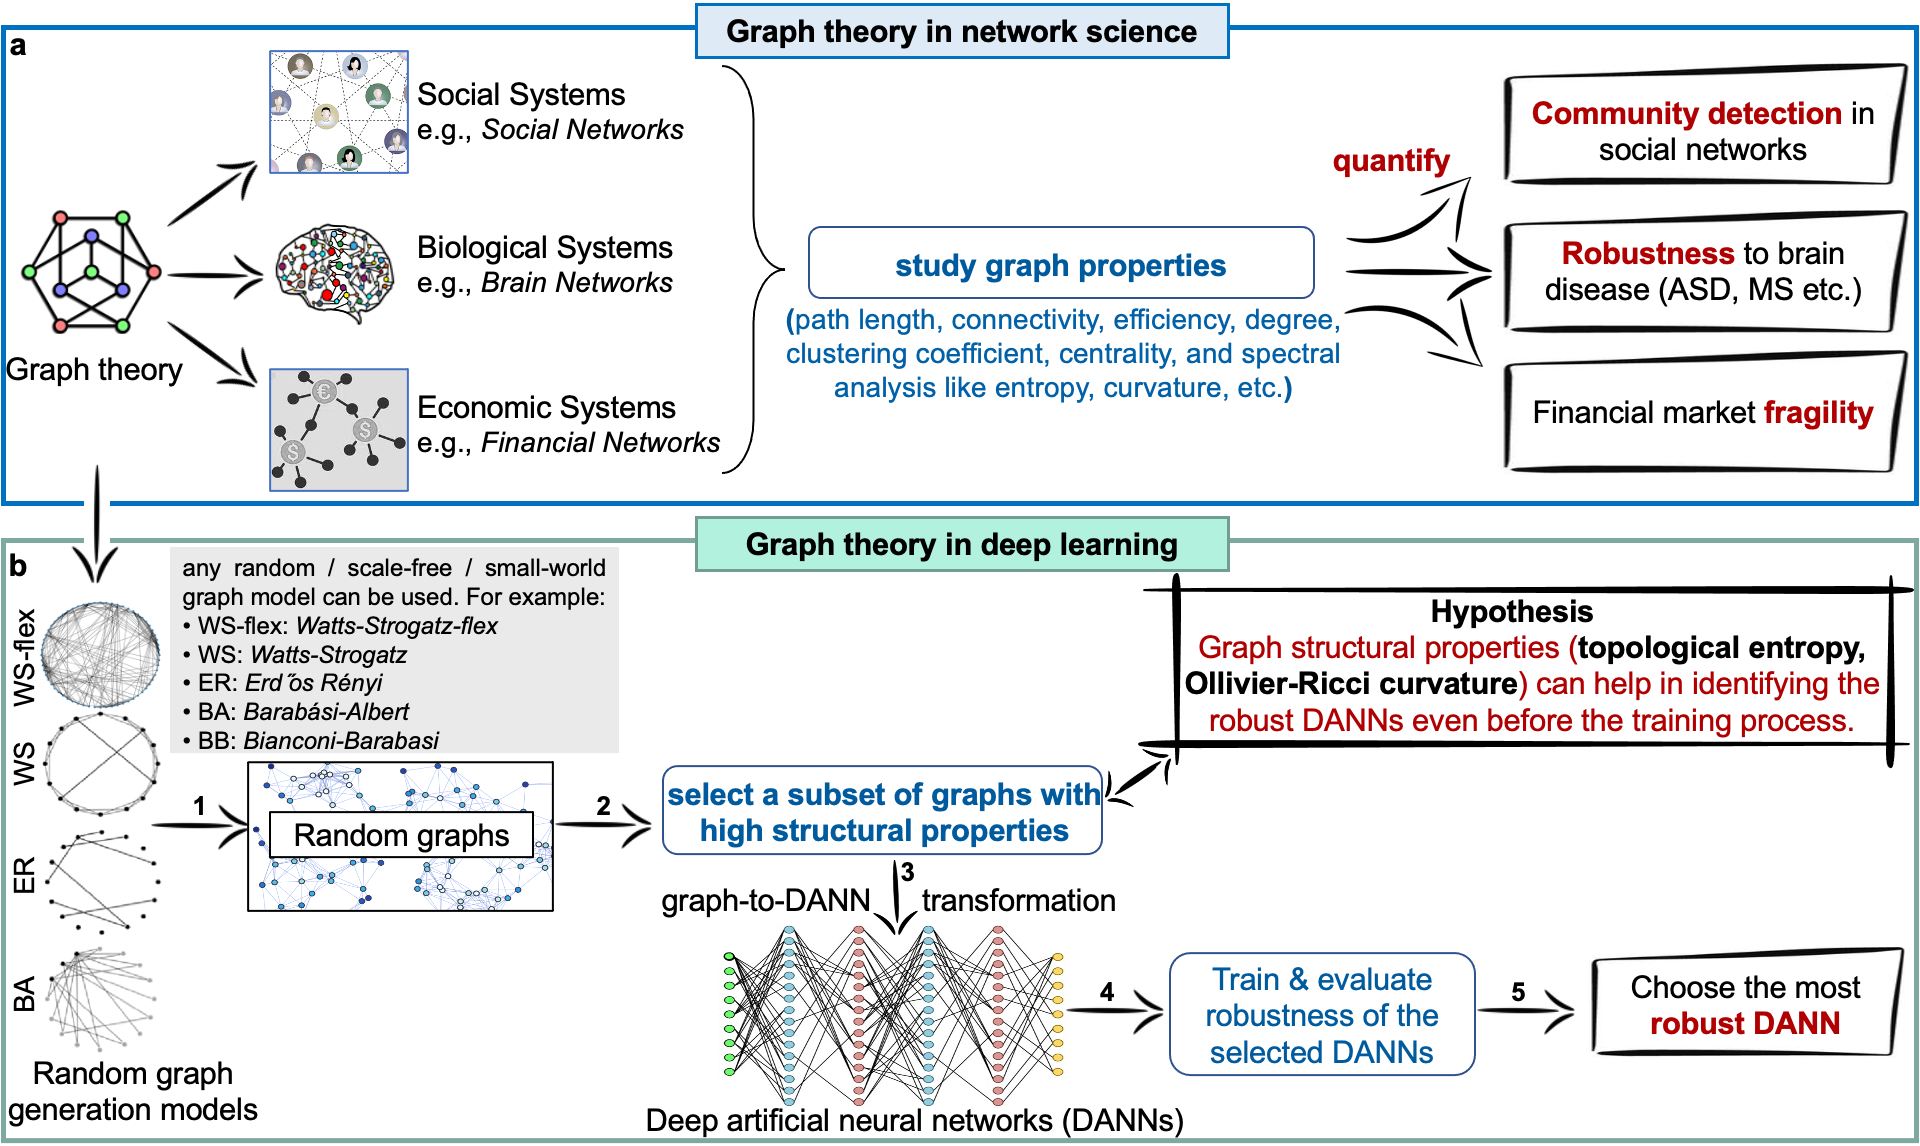 Graph theory in network science
a
Social Systems
e.g., Social Networks
Biological Systems
e.g., Brain Networks
Economic Systems
e.g., Financial Networks
Graph theory
study graph properties
(path length, connectivity, efficiency, degree,
clustering coefficient, centrality, and spectral
analysis like entropy, curvature, etc.)
quantify
Community detection in
social networks
Robustness to brain
disease (ASD, MS etc.)
Financial market fragility
Graph theory in deep learning
b
any random / scale-free / small-world
graph model can be used. For example:
• WS-flex: Watts-Strogatz-flex
• WS: Watts-Strogatz
• ER: Erd˝os Rényi
• BA: Barabási-Albert
• BB: Bianconi-Barabasi
WS-flex
WS
ER
BA
Random graph
generation models
1
Random graphs
2
select a subset of graphs with
high structural properties
Hypothesis
Graph structural properties (topological entropy,
Ollivier-Ricci curvature) can help in identifying the
robust DANNs even before the training process.
3
graph-to-DANN transformation
Deep artificial neural networks (DANNs)
4
Train & evaluate
robustness of the
selected DANNs
5
Choose the most
robust DANN